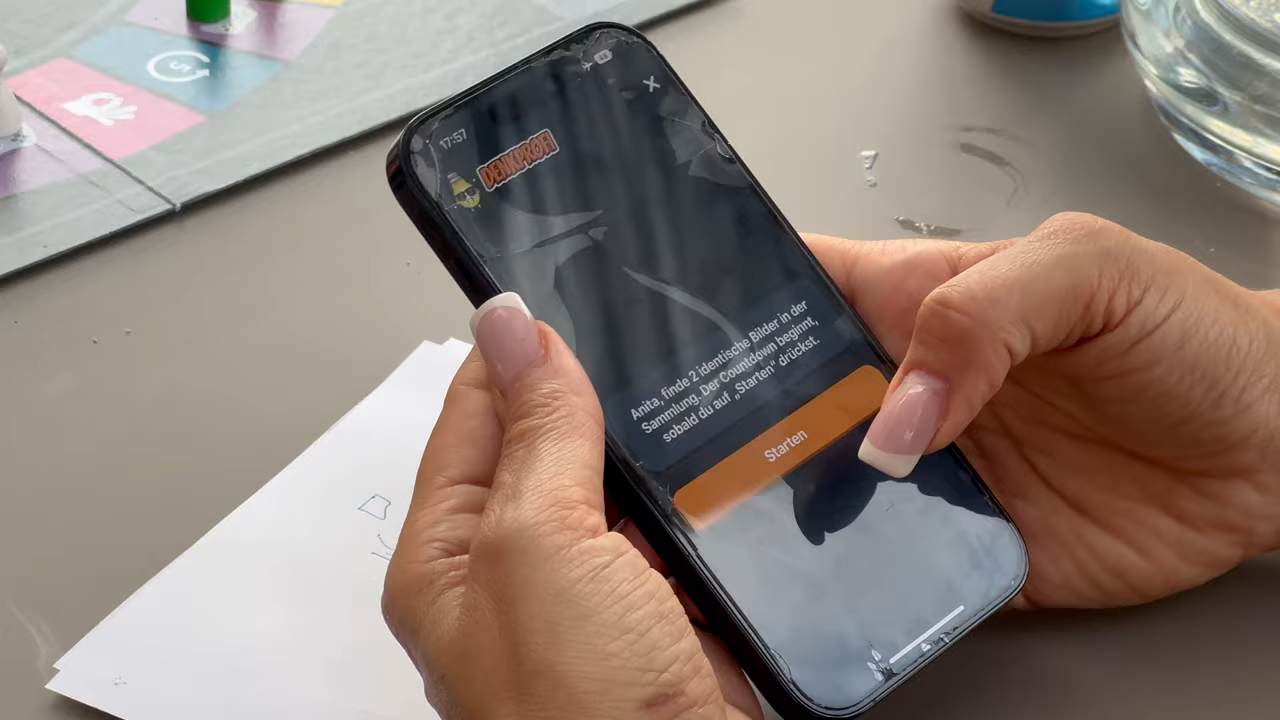 17:57
DENKPROFI
Anita, finde 2 identische Bilder in der
Sammlung. Der Countdown beginnt,
sobald du auf „Starten“ drückst.
Starten